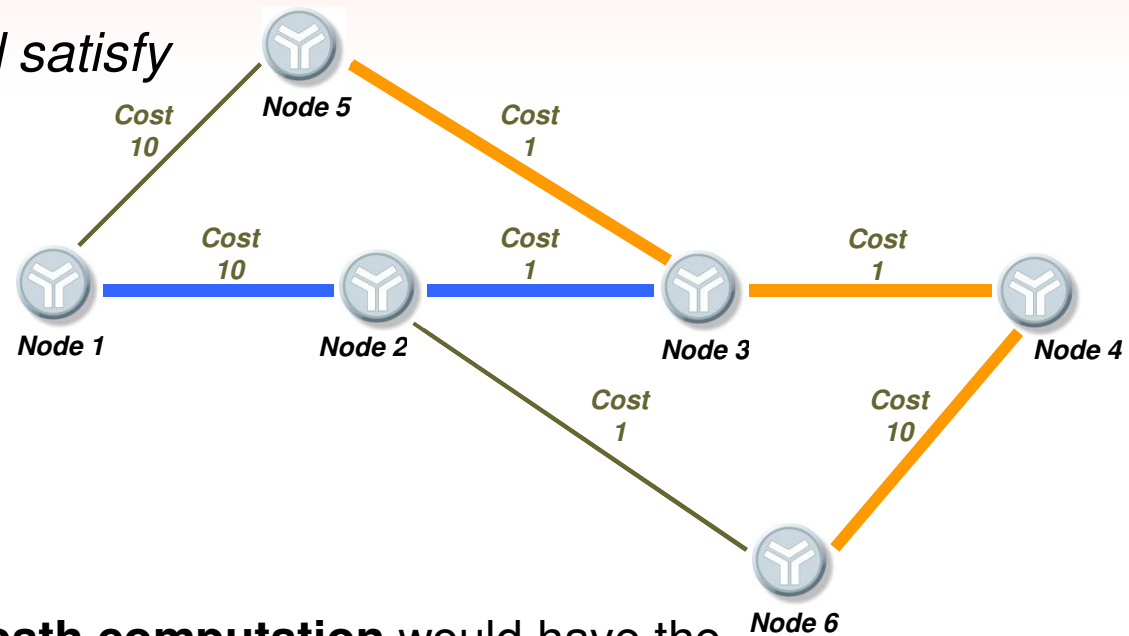 satisfy
Cost
10
Node 5
Cost
1
Cost
10
Cost
1
Cost
1
Node 1
Node 2
Node 3
Node 4
Cost
1
Cost
10
computation would have the
Node 6